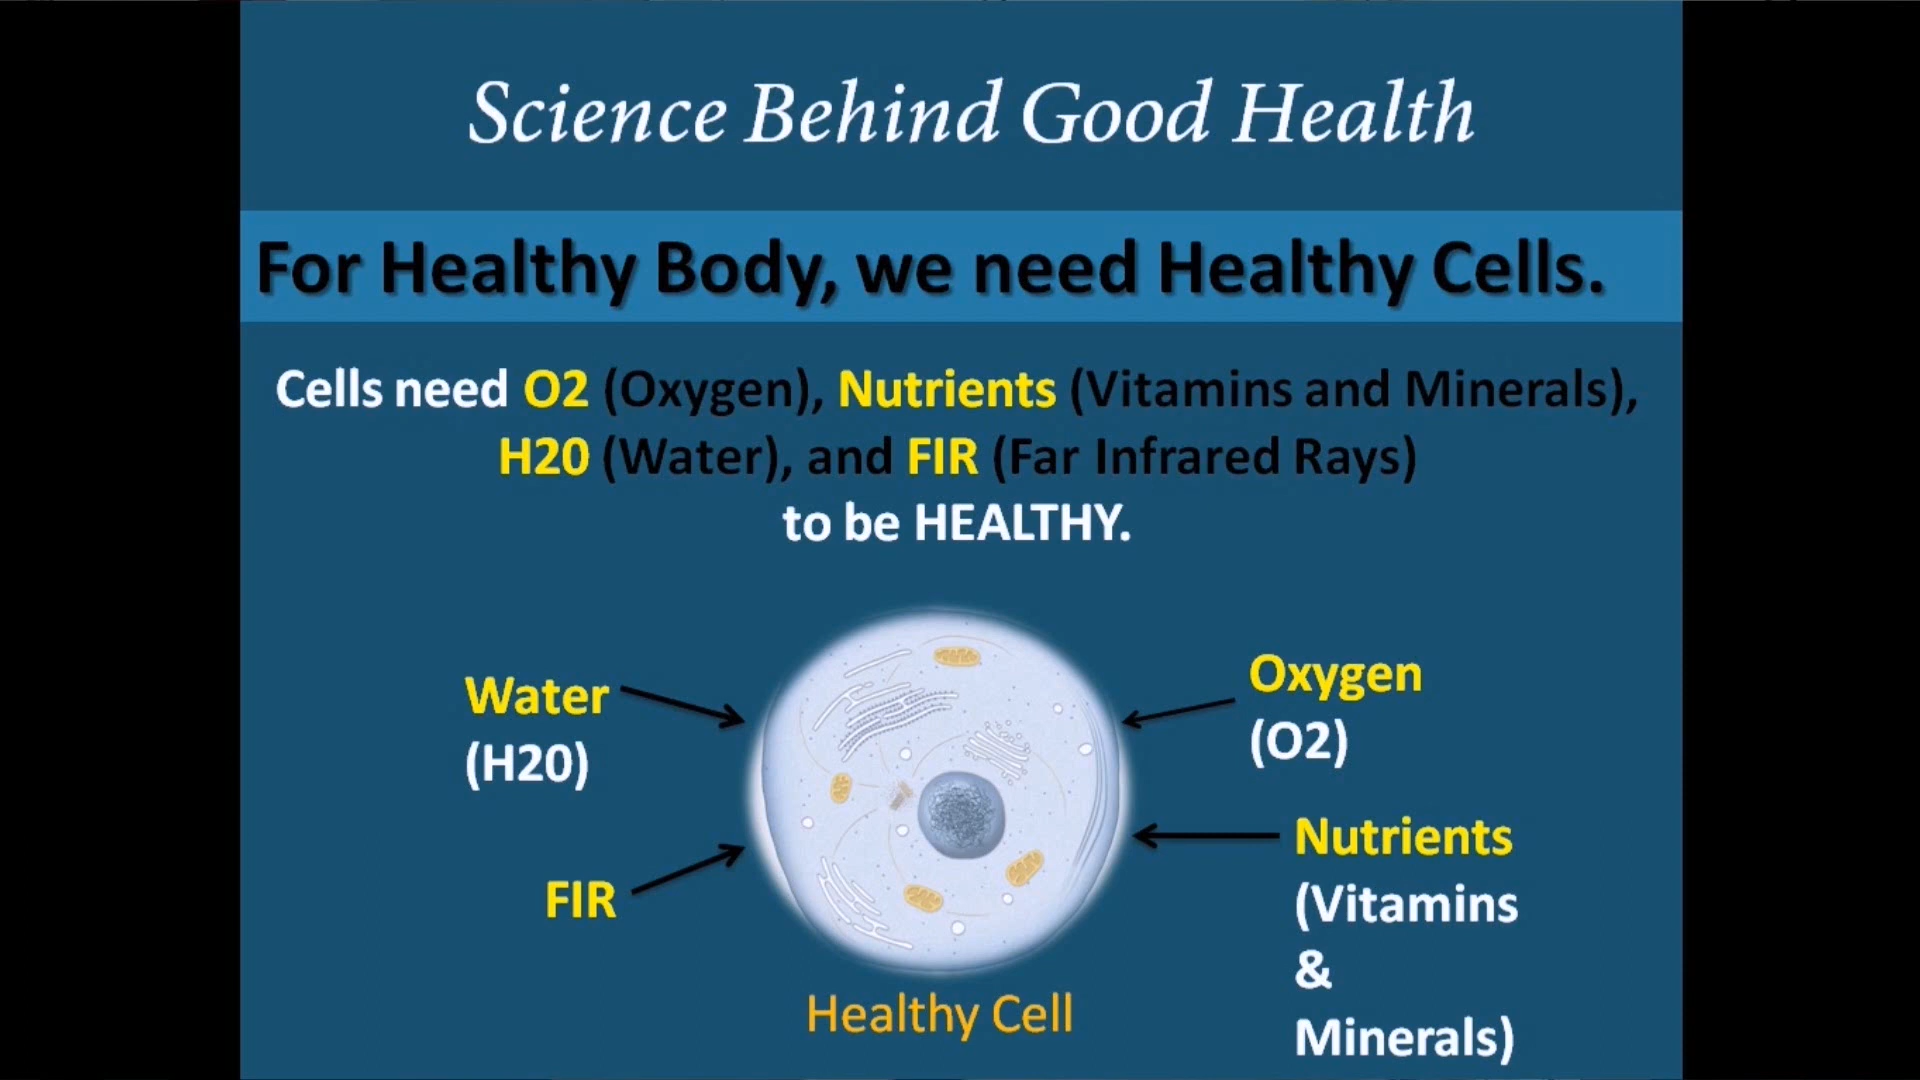 Science Behind Good Health
For Healthy Body, we need Healthy Cells.
Cells need O2 (Oxygen), Nutrients (Vitamins and Minerals),
H20 (Water), and FIR (Far Infrared Rays)
to be HEALTHY.
Water
(H20)
FIR
Oxygen
(O2)
Nutrients
(Vitamins
&
Minerals)
Healthy Cell